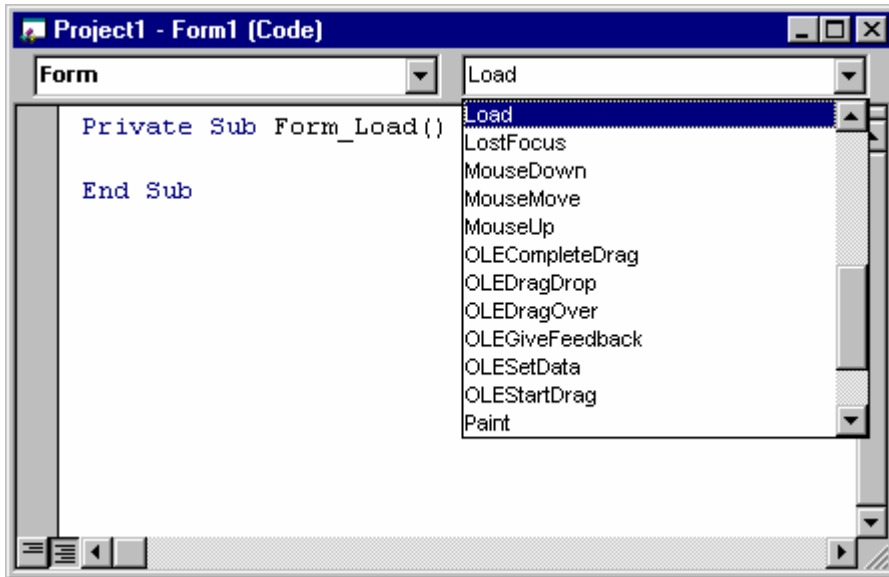 Project1 - Form1 (Code)
Form
Load
Private Sub Form_Load()
End Sub
Load
LostFocus
MouseDown
MouseMove
MouseUp
OLECompleteDrag
OLEDragDrop
OLEDragOver
OLEGiveFeedback
OLESetData
OLEStartDrag
Paint